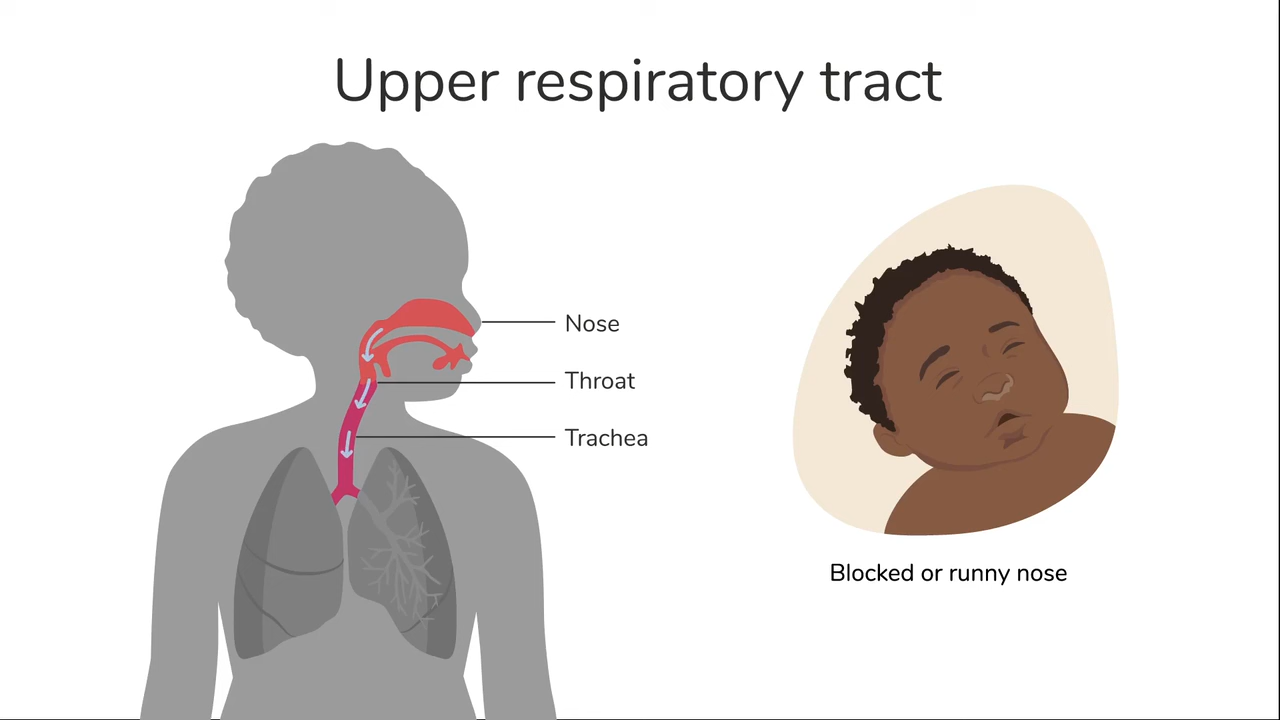 Upper respiratory tract
Nose
Throat
Trachea
Blocked or runny nose